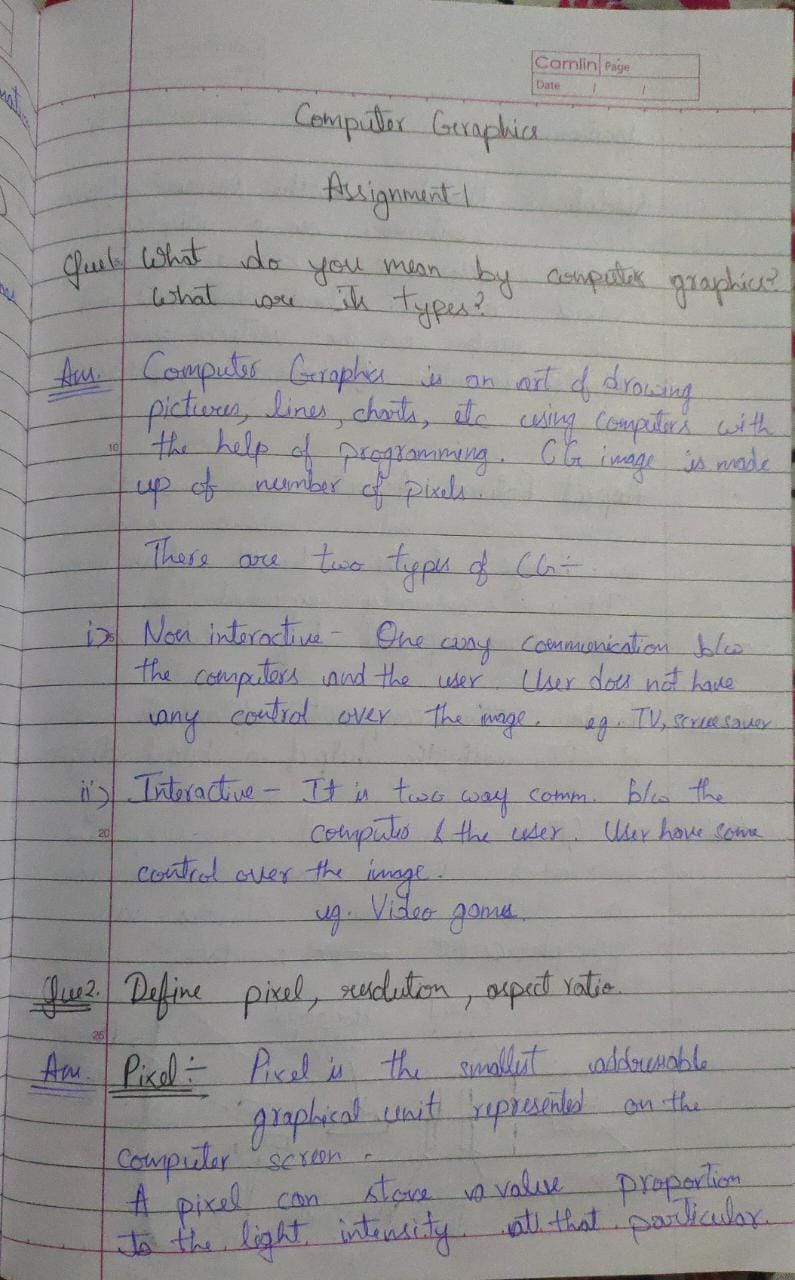 Camlin Page
Date / /
Computer Graphics
Assignment-1
Que1. What do you mean by computer graphics?
What are its types?
Ans. Computer Graphics is an art of drawing
pictures, lines, charts, etc using computers with
10 the help of programming. CG image is made
up of number of pixels.
There are two types of CG÷
i) Non interactive - One way communication b/w
the computers and the user. User does not have
any control over the image. eg. TV, screesaver
ii) Interactive - It is two way comm. b/w the
20 computer & the user. User have some
control over the image.
eg. Video games.
Que2. Define pixel, resolution, aspect ratio.
25
Ans. Pixel÷ Pixel is the smallest addressable
graphical unit represented on the
computer screen.
A pixel can store a value proportion
to the light intensity at that particular